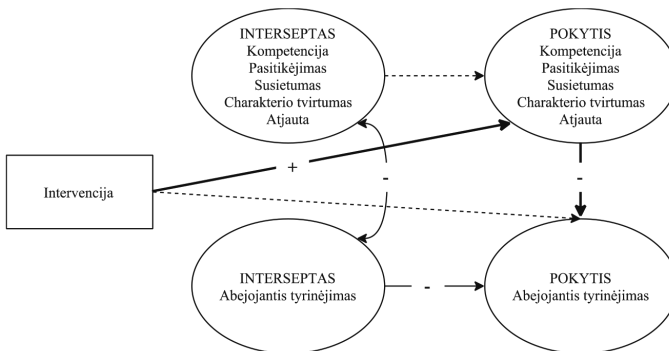 INTERSEPTAS
Kompetencija
Pasitikėjimas
Susietumas
Charakterio tvirtumas
Atjauta
POKYTIS
Kompetencija
Pasitikėjimas
Susietumas
Charakterio tvirtumas
Atjauta
+
-
-
Intervencija
INTERSEPTAS
Abejojantis tyrinėjimas
-
POKYTIS
Abejojantis tyrinėjimas